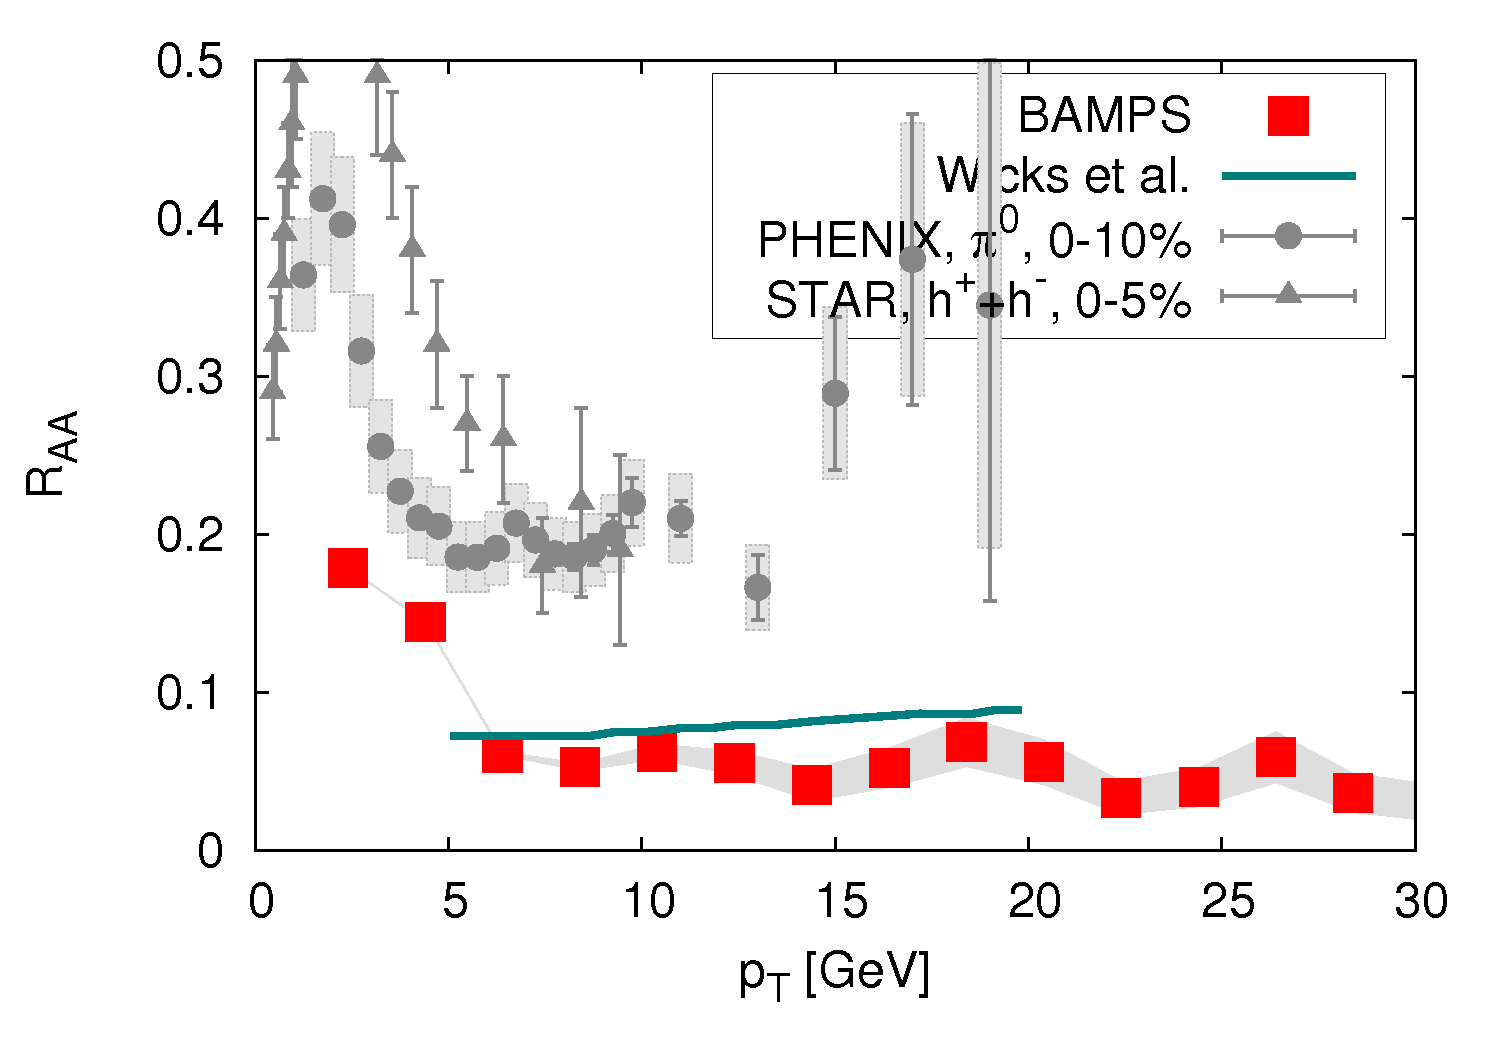 0.5
0.4
0.3
0.2
0.1
0
R_AA
BAMPS
Wicks et al.
PHENIX, π⁰, 0-10%
STAR, h⁺+h⁻, 0-5%
0 5 10 15 20 25 30
p_T [GeV]